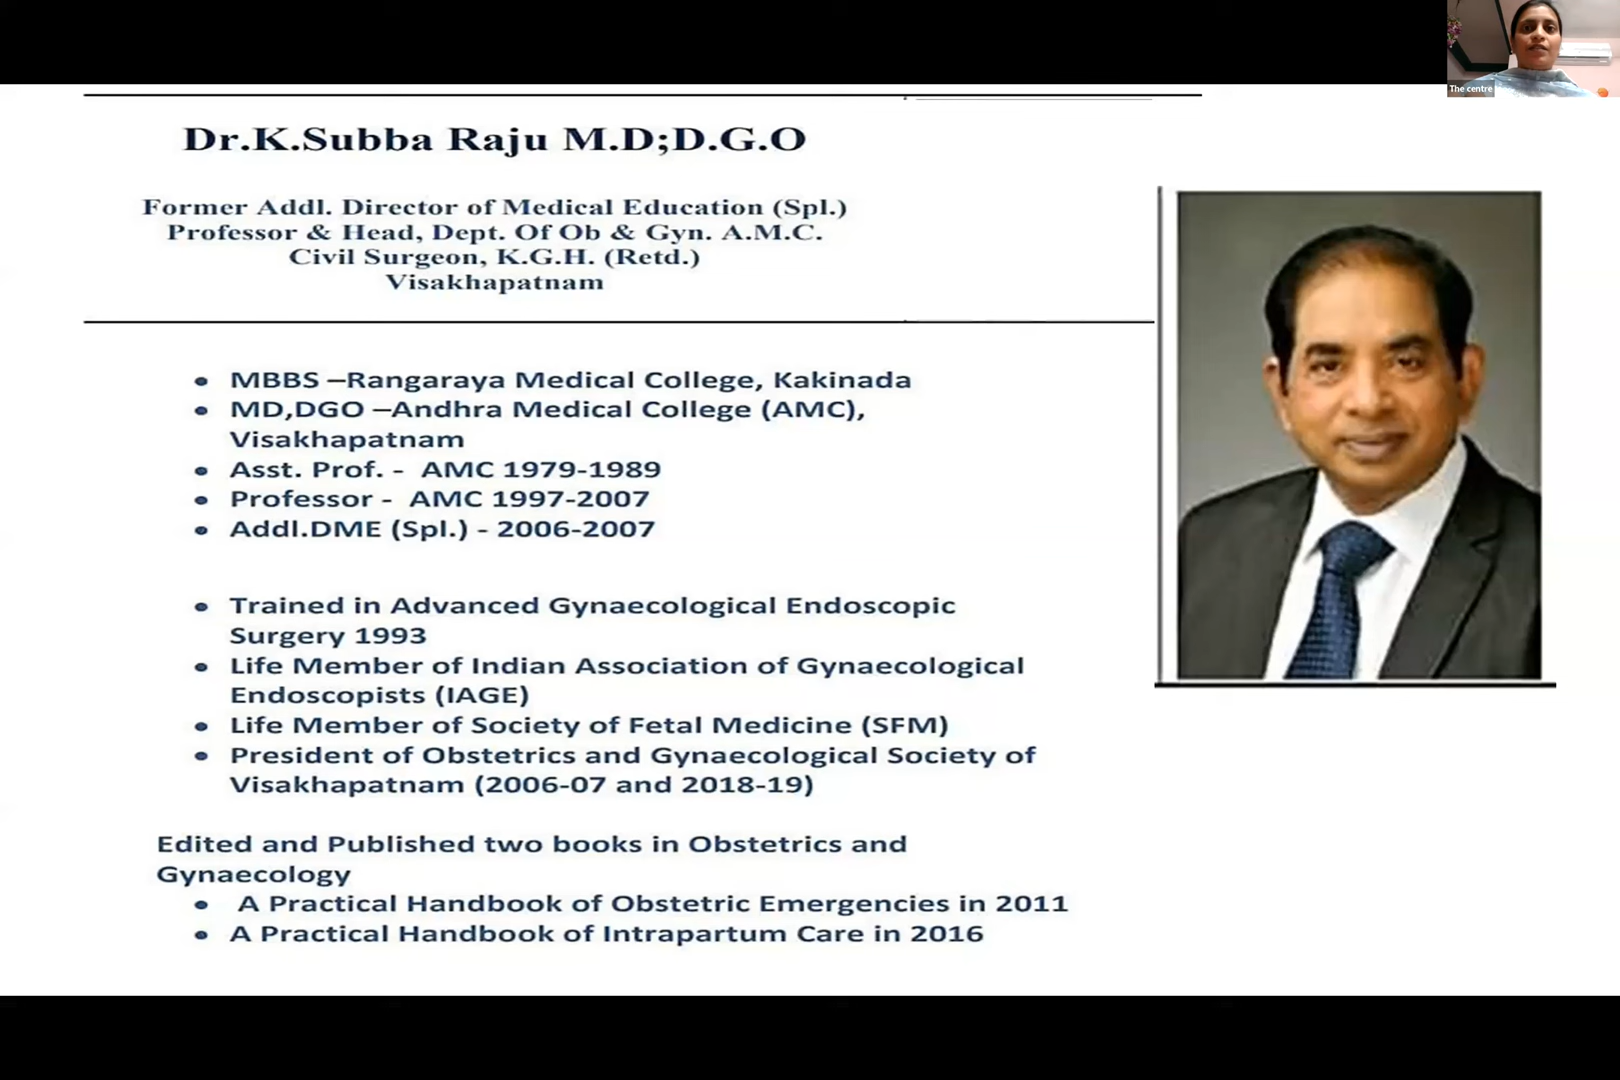 The centre
Dr.K.Subba Raju M.D;D.G.O
Former Addl. Director of Medical Education (Spl.)
Professor & Head, Dept. Of Ob & Gyn. A.M.C.
Civil Surgeon, K.G.H. (Retd.)
Visakhapatnam
• MBBS –Rangaraya Medical College, Kakinada
• MD,DGO –Andhra Medical College (AMC),
Visakhapatnam
• Asst. Prof. - AMC 1979-1989
• Professor - AMC 1997-2007
• Addl.DME (Spl.) - 2006-2007
• Trained in Advanced Gynaecological Endoscopic
Surgery 1993
• Life Member of Indian Association of Gynaecological
Endoscopists (IAGE)
• Life Member of Society of Fetal Medicine (SFM)
• President of Obstetrics and Gynaecological Society of
Visakhapatnam (2006-07 and 2018-19)
Edited and Published two books in Obstetrics and
Gynaecology
• A Practical Handbook of Obstetric Emergencies in 2011
• A Practical Handbook of Intrapartum Care in 2016